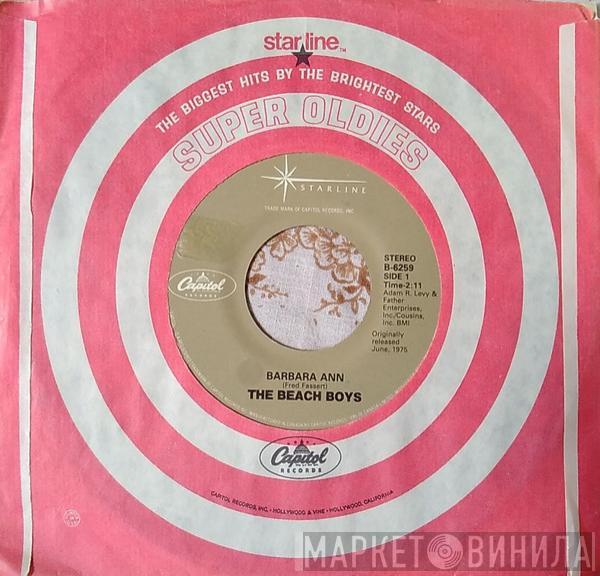 starline™
THE BIGGEST HITS BY THE BRIGHTEST STARS
SUPER OLDIES
STARLINE
TRADE MARK OF CAPITOL RECORDS, INC.
Capitol
RECORDS
STEREO
B-6259
SIDE 1
Time-2:11
Adam R. Levy &
Father
Enterprises,
Inc./Cousins,
Inc. BMI
Originally
released
June, 1975
BARBARA ANN
(Fred Fassert)
THE BEACH BOYS
Capitol
RECORDS
CAPITOL RECORDS, INC. • HOLLYWOOD & VINE • HOLLYWOOD, CALIFORNIA
МАРКЕТ ВИНИЛА